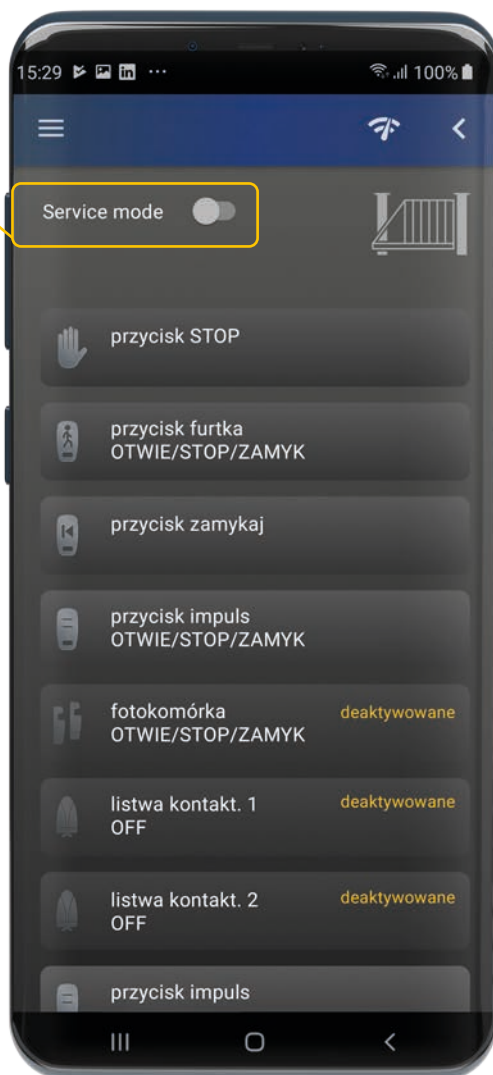 15:29 in ... 100%
Service mode
przycisk STOP
przycisk furtka
OTWIE/STOP/ZAMYK
przycisk zamykaj
przycisk impuls
OTWIE/STOP/ZAMYK
fotokomórka deaktywowane
OTWIE/STOP/ZAMYK
listwa kontakt. 1 deaktywowane
OFF
listwa kontakt. 2 deaktywowane
OFF
przycisk impuls